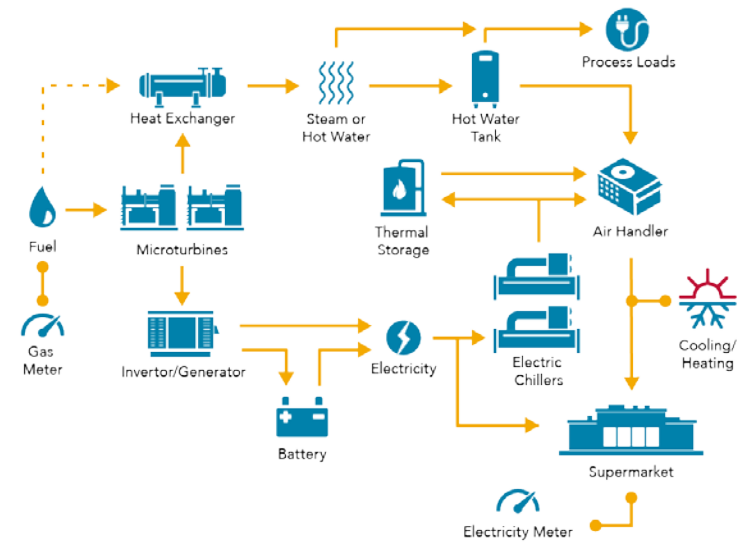 Process Loads
Heat Exchanger
Steam or
Hot Water
Hot Water
Tank
Fuel
Microturbines
Thermal
Storage
Air Handler
Gas
Meter
Invertor/Generator
Electricity
Electric
Chillers
Cooling/
Heating
Battery
Supermarket
Electricity Meter